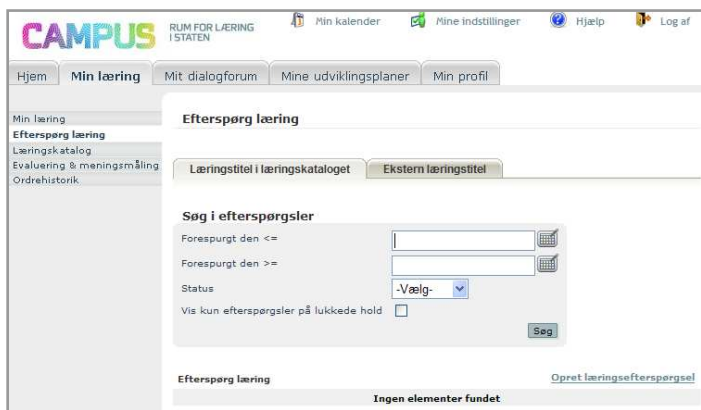 CAMPUS RUM FOR LÆRING I STATEN
Min kalender Mine indstillinger Hjælp Log af
Hjem Min læring Mit dialogforum Mine udviklingsplaner Min profil
Min læring
Efterspørg læring
Læringskatalog
Evaluering & meningsmåling
Ordrehistorik
Efterspørg læring
Læringstitel i læringskataloget Ekstern læringstitel
Søg i efterspørgsler
Forespurgt den <=
Forespurgt den >=
Status -Vælg-
Vis kun efterspørgsler på lukkede hold
Søg
Efterspørg læring Opret læringsefterspørgsel
Ingen elementer fundet